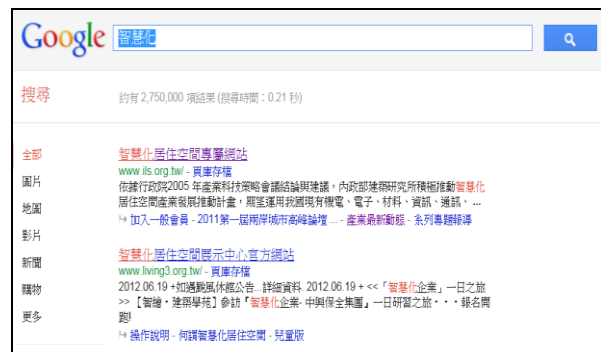 Google 智慧化
搜尋
約有 2,750,000 項結果 (搜尋時間：0.21 秒)
全部
圖片
地圖
影片
新聞
購物
更多
智慧化居住空間專屬網站
www.ils.org.tw/ - 頁庫存檔
依據行政院2005 年產業科技策略會議結論與建議，內政部建築研究所積極推動智慧化
居住空間產業發展推動計畫，期望運用我國現有機電、電子、材料、資訊、通訊、 ...
加入一般會員 - 2011第一屆兩岸城市高峰論壇 ... - 產業最新動態 - 系列專題報導
智慧化居住空間展示中心官方網站
www.living3.org.tw/ - 頁庫存檔
2012.06.19 +如遇颱風休館公告...詳細資料. 2012.06.19 + <<「智慧化企業」一日之旅
>> 【智繪‧建築學苑】參訪「智慧化企業- 中興保全集團」一日研習之旅‧‧‧報名開
跑!
操作說明 - 何謂智慧化居住空間 - 兒童版